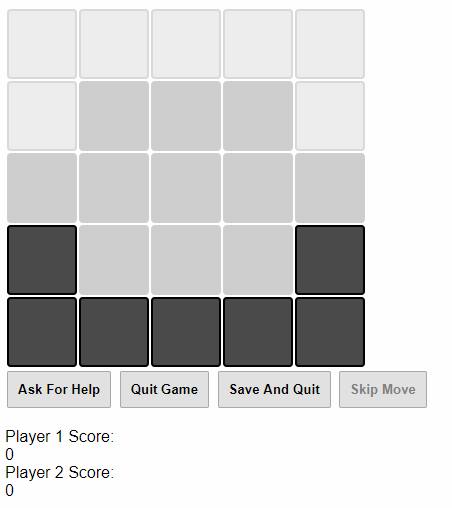 Ask For Help Quit Game Save And Quit Skip Move
Player 1 Score:
0
Player 2 Score:
0